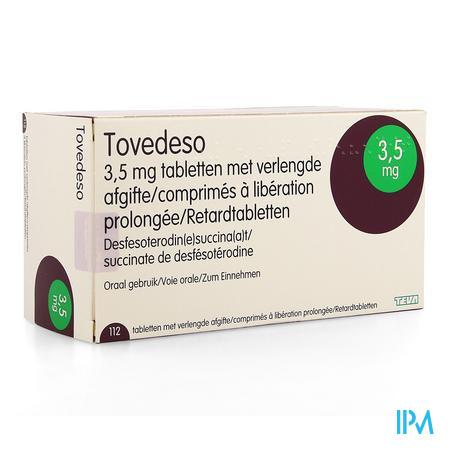 Tovedeso
3,5 mg tabletten met verlengde
afgifte/comprimés à libération
prolongée/Retardtabletten
Desfesoterodin(e)succina(a)t/
succinate de desfésotérodine
Oraal gebruik/Voie orale/Zum Einnehmen
112 tabletten met verlengde afgifte/comprimés à libération prolongée/Retardtabletten
3,5
mg
TEVA
Tovedeso
3,5
mg
IPM